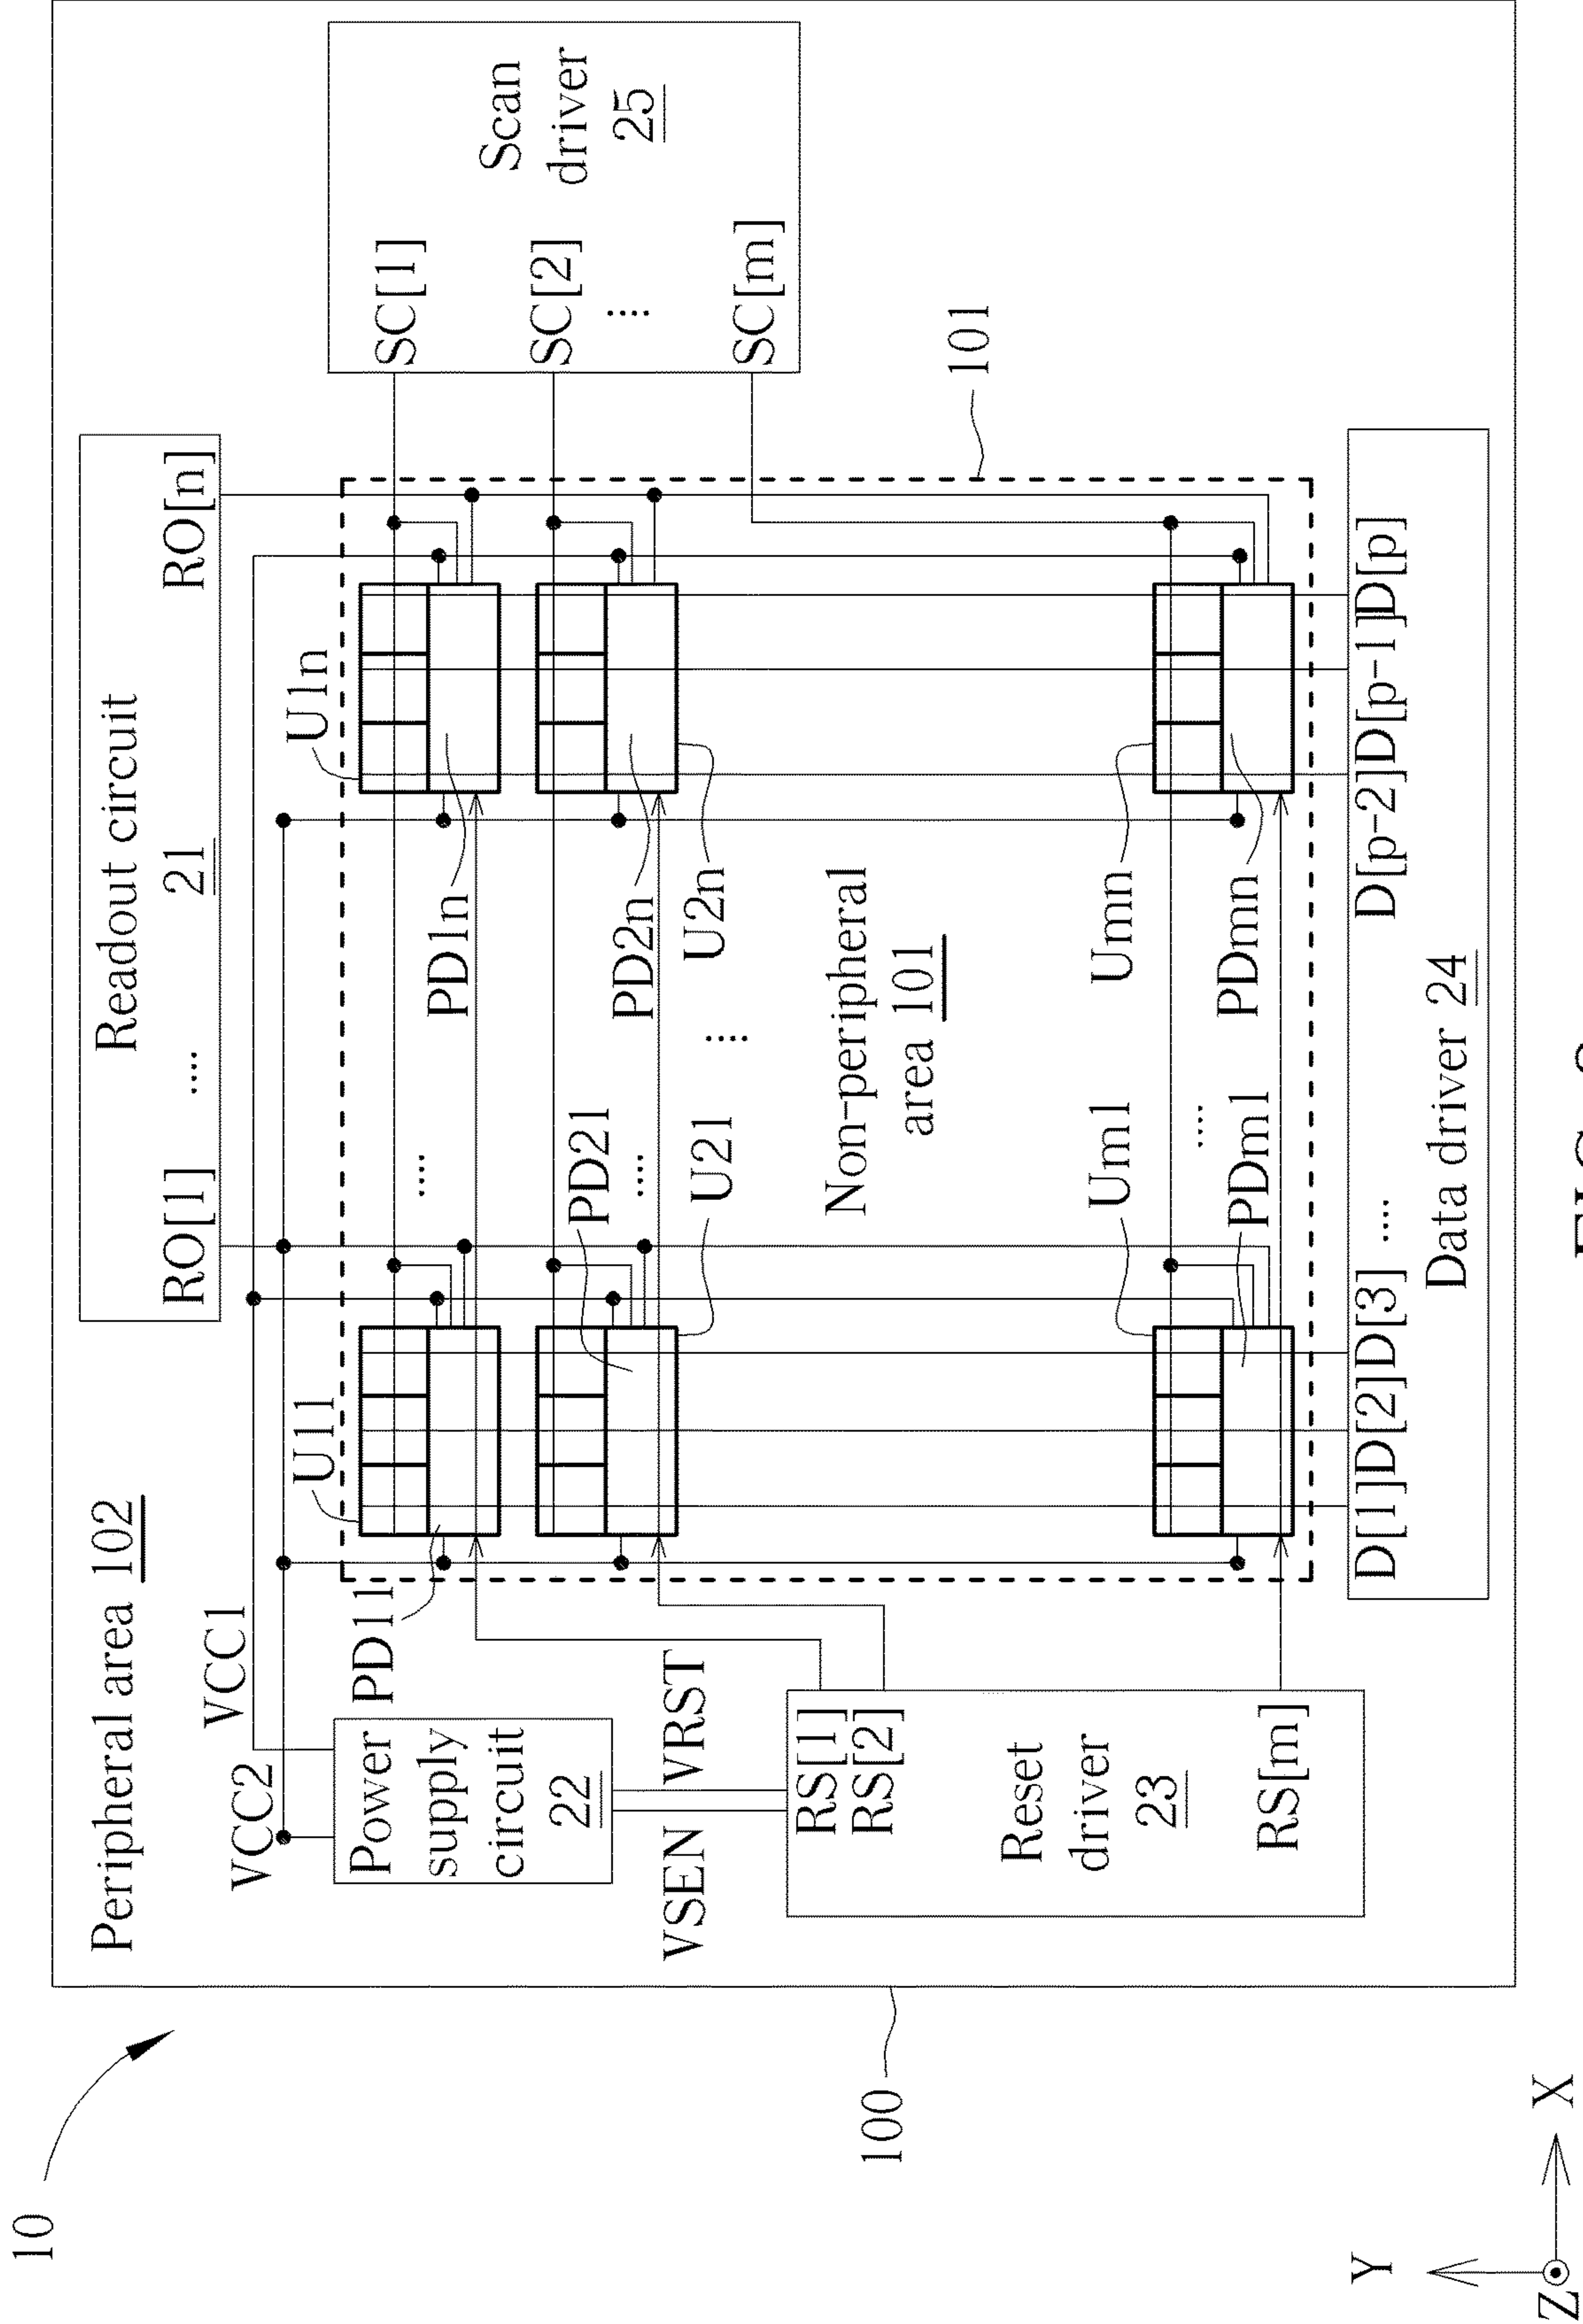 10
Peripheral area 102
Readout circuit
21
RO[1]
....
RO[n]
VCC1
VCC2
U11
U1n
Power
supply
circuit
22
PD11
....
PD1n
SC[1]
Scan
driver
25
SC[2]
....
SC[m]
PD21
....
PD2n
VSEN
VRST
U21
....
U2n
RS[1]
RS[2]
Reset
driver
23
RS[m]
Non-peripheral
area 101
101
100
Um1
....
Umn
PDm1
PDmn
D[1]D[2]D[3]
....
D[p-2]D[p-1]D[p]
Data driver 24
Y
X
Z